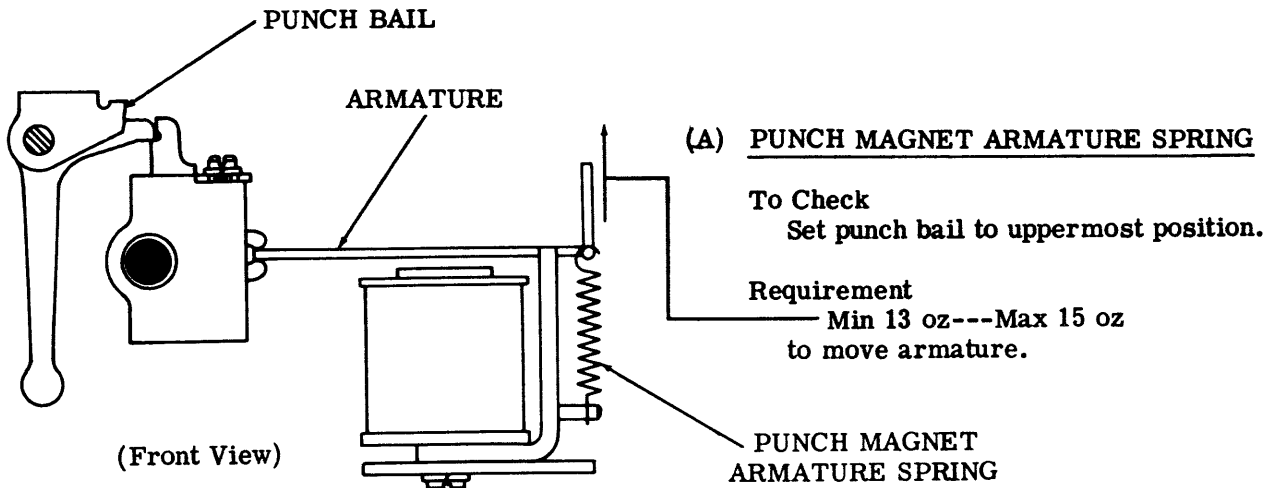 PUNCH BAIL
ARMATURE
(A) PUNCH MAGNET ARMATURE SPRING
To Check
Set punch bail to uppermost position.
Requirement
Min 13 oz---Max 15 oz
to move armature.
(Front View)
PUNCH MAGNET
ARMATURE SPRING